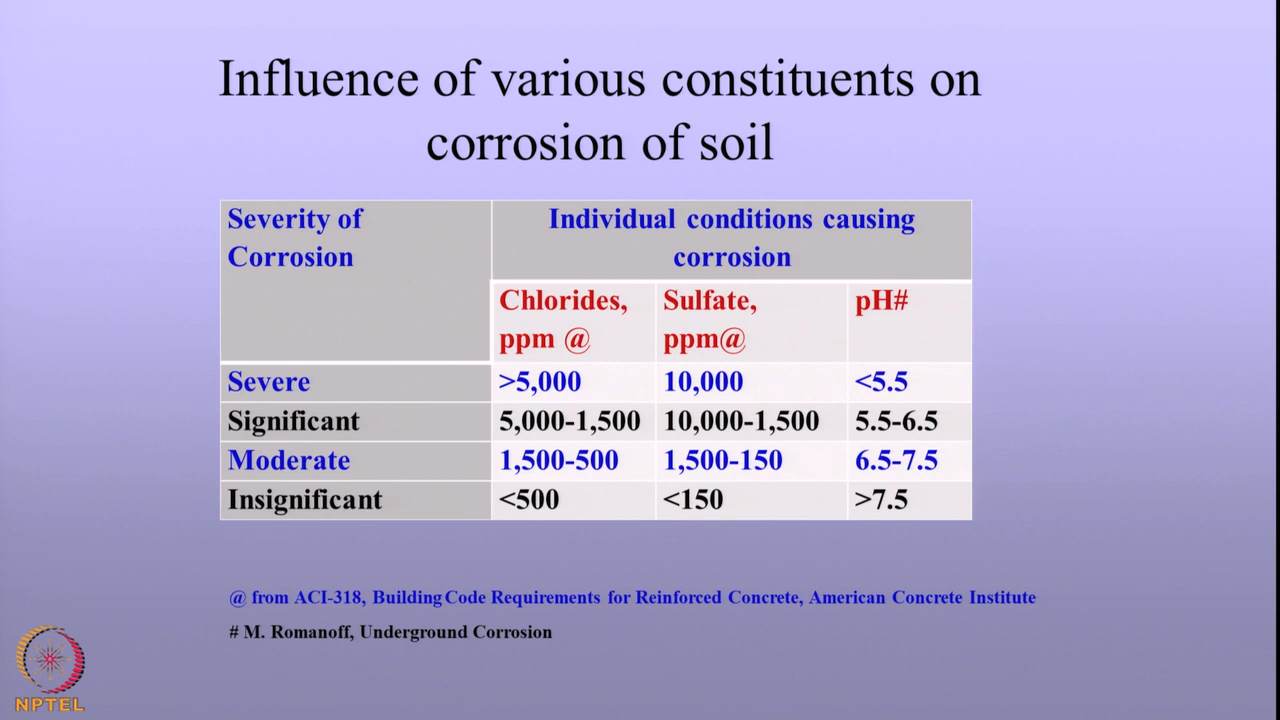 Influence of various constituents on
corrosion of soil
Severity of
Corrosion
Individual conditions causing
corrosion
Chlorides,
ppm @
Sulfate,
ppm@
pH#
Severe >5,000 10,000 <5.5
Significant 5,000-1,500 10,000-1,500 5.5-6.5
Moderate 1,500-500 1,500-150 6.5-7.5
Insignificant <500 <150 >7.5
@ from ACI-318, Building Code Requirements for Reinforced Concrete, American Concrete Institute
# M. Romanoff, Underground Corrosion
NPTEL